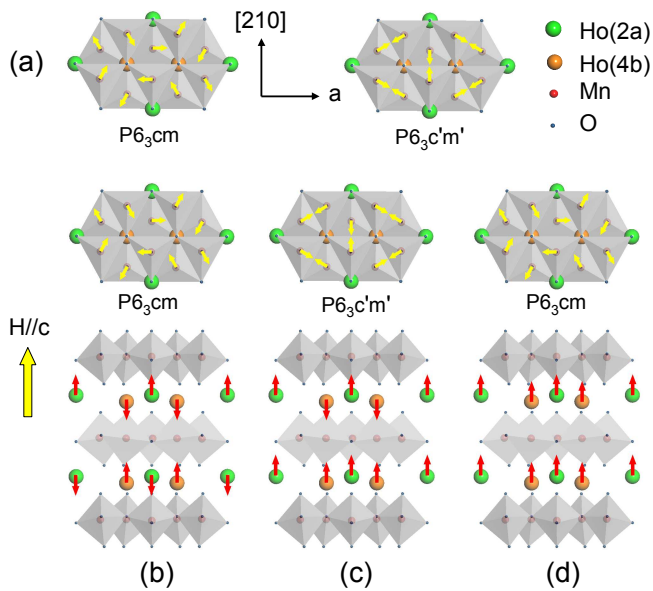 [210]
Ho(2a)
(a)
Ho(4b)
a
Mn
P6₃cm
P6₃c'm'
O
P6₃cm
P6₃c'm'
P6₃cm
H//c
(b)
(c)
(d)